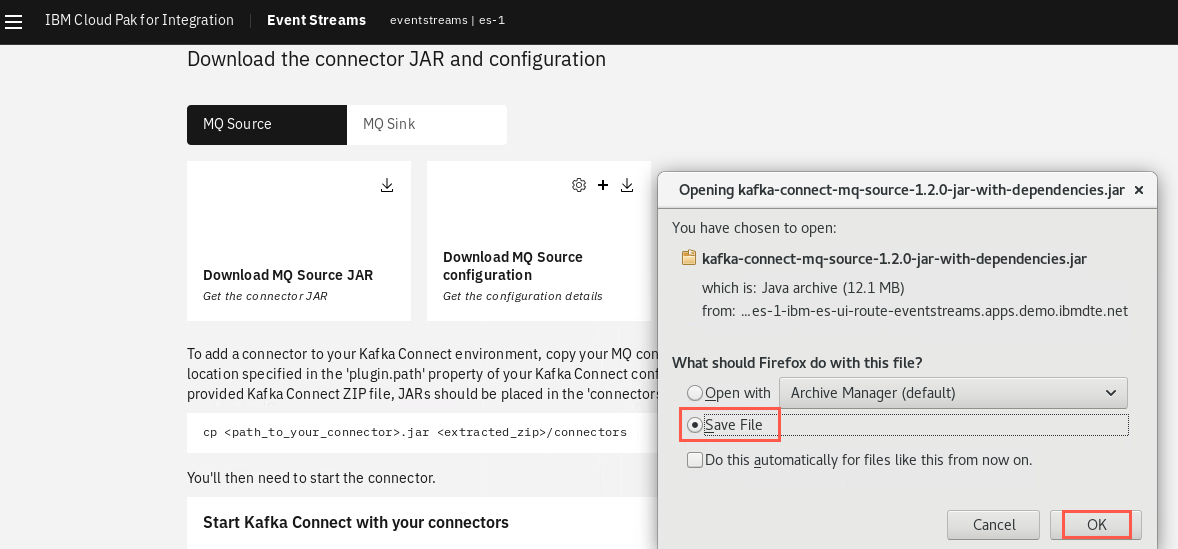 IBM Cloud Pak for Integration | Event Streams eventstreams | es-1
Download the connector JAR and configuration
MQ Source MQ Sink
Download MQ Source JAR
Get the connector JAR
Download MQ Source
configuration
Get the configuration details
To add a connector to your Kafka Connect environment, copy your MQ con
location specified in the 'plugin.path' property of your Kafka Connect conf
provided Kafka Connect ZIP file, JARs should be placed in the 'connectors
cp <path_to_your_connector>.jar <extracted_zip>/connectors
You'll then need to start the connector.
Start Kafka Connect with your connectors
Opening kafka-connect-mq-source-1.2.0-jar-with-dependencies.jar ×
You have chosen to open:
kafka-connect-mq-source-1.2.0-jar-with-dependencies.jar
which is: Java archive (12.1 MB)
from: ...es-1-ibm-es-ui-route-eventstreams.apps.demo.ibmdte.net
What should Firefox do with this file?
Open with Archive Manager (default)
Save File
Do this automatically for files like this from now on.
Cancel OK